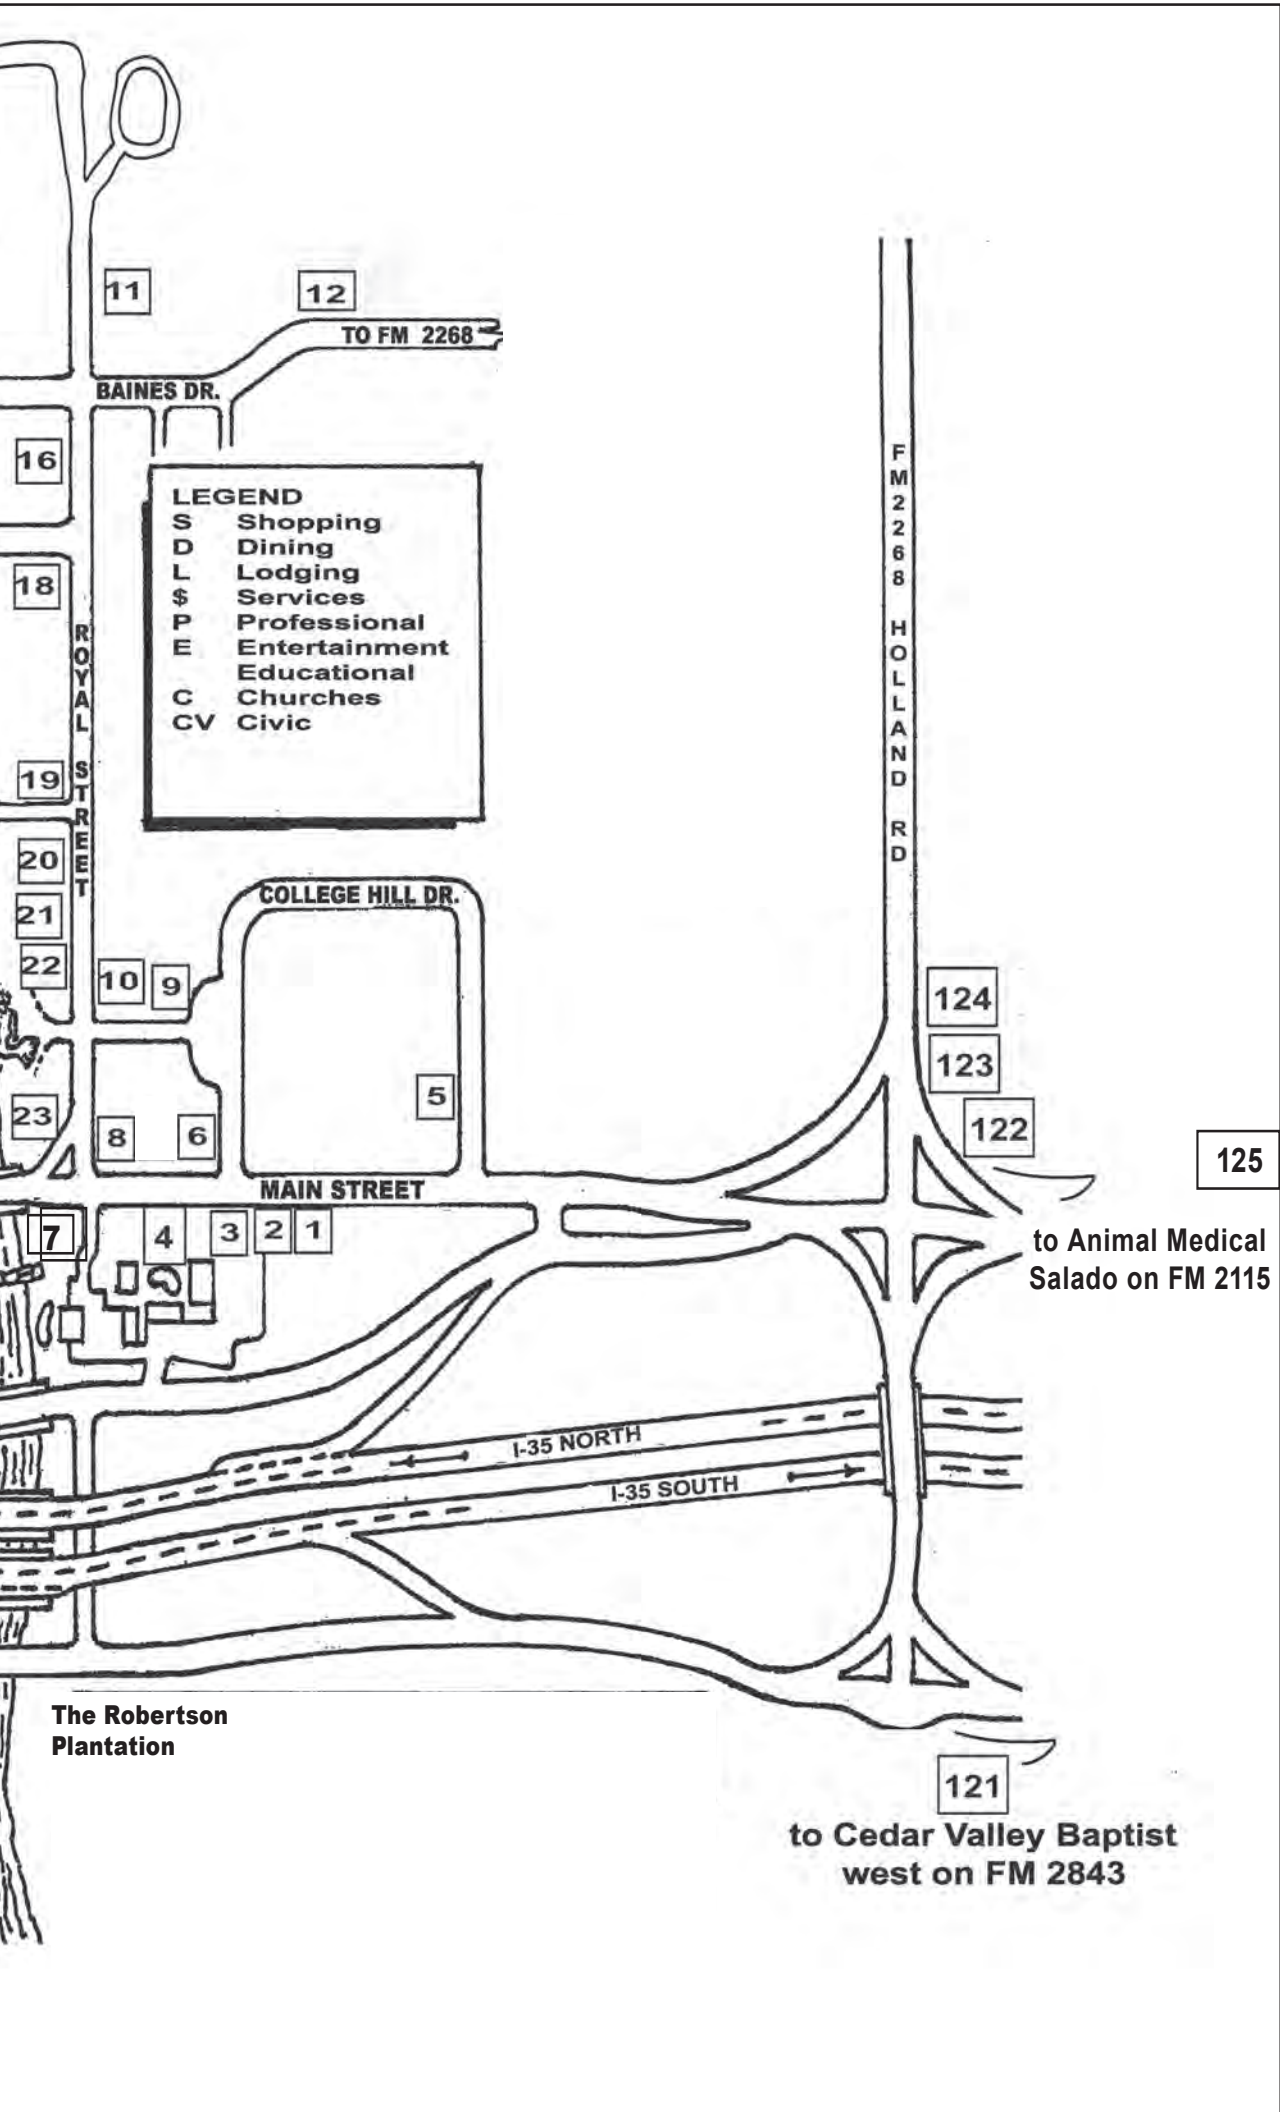 11
12
TO FM 2268
BAINES DR.
16
LEGEND
S Shopping
D Dining
L Lodging
$ Services
P Professional
E Entertainment
Educational
C Churches
CV Civic
18
ROYAL STREET
FM2268 HOLLAND RD
19
20
21
22
COLLEGE HILL DR.
10
9
124
123
5
23
8
6
122
125
MAIN STREET
7
4
3
2
1
to Animal Medical
Salado on FM 2115
I-35 NORTH
I-35 SOUTH
The Robertson
Plantation
121
to Cedar Valley Baptist
west on FM 2843